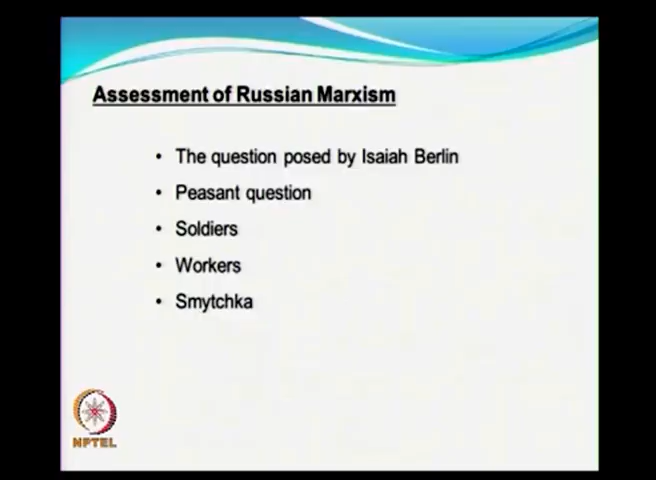 Assessment of Russian Marxism
• The question posed by Isaiah Berlin
• Peasant question
• Soldiers
• Workers
• Smytchka
NPTEL